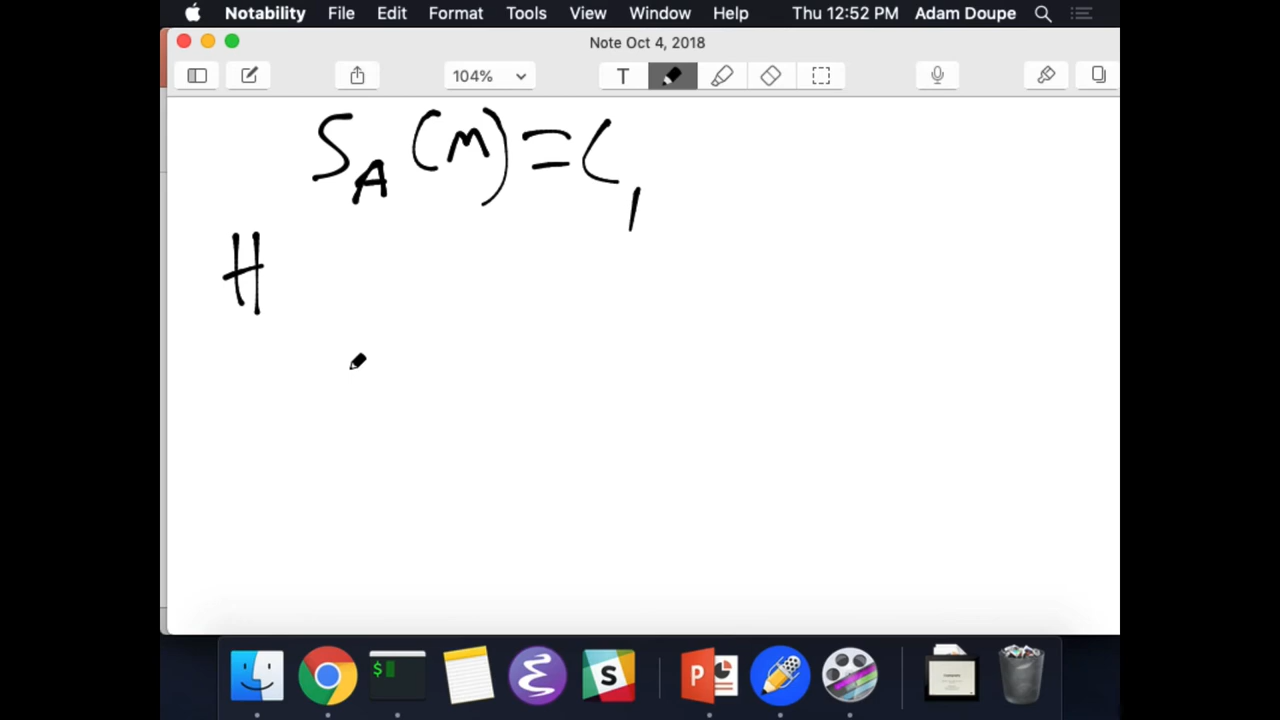 Notability File Edit Format Tools View Window Help Thu 12:52 PM Adam Doupe
Note Oct 4, 2018
104% T
S_A (M) = C_1
H
$
S
P